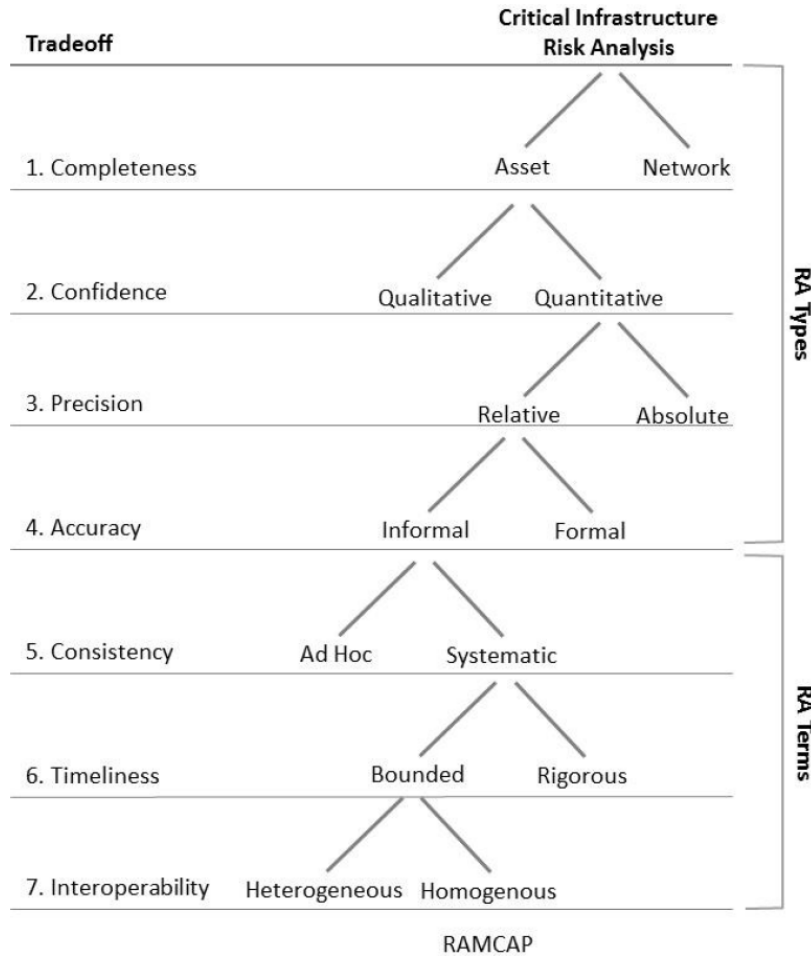 Critical Infrastructure
Tradeoff Risk Analysis
1. Completeness Asset Network
2. Confidence Qualitative Quantitative
3. Precision Relative Absolute
4. Accuracy Informal Formal
RA Types
5. Consistency Ad Hoc Systematic
6. Timeliness Bounded Rigorous
7. Interoperability Heterogeneous Homogenous
RA Terms
RAMCAP